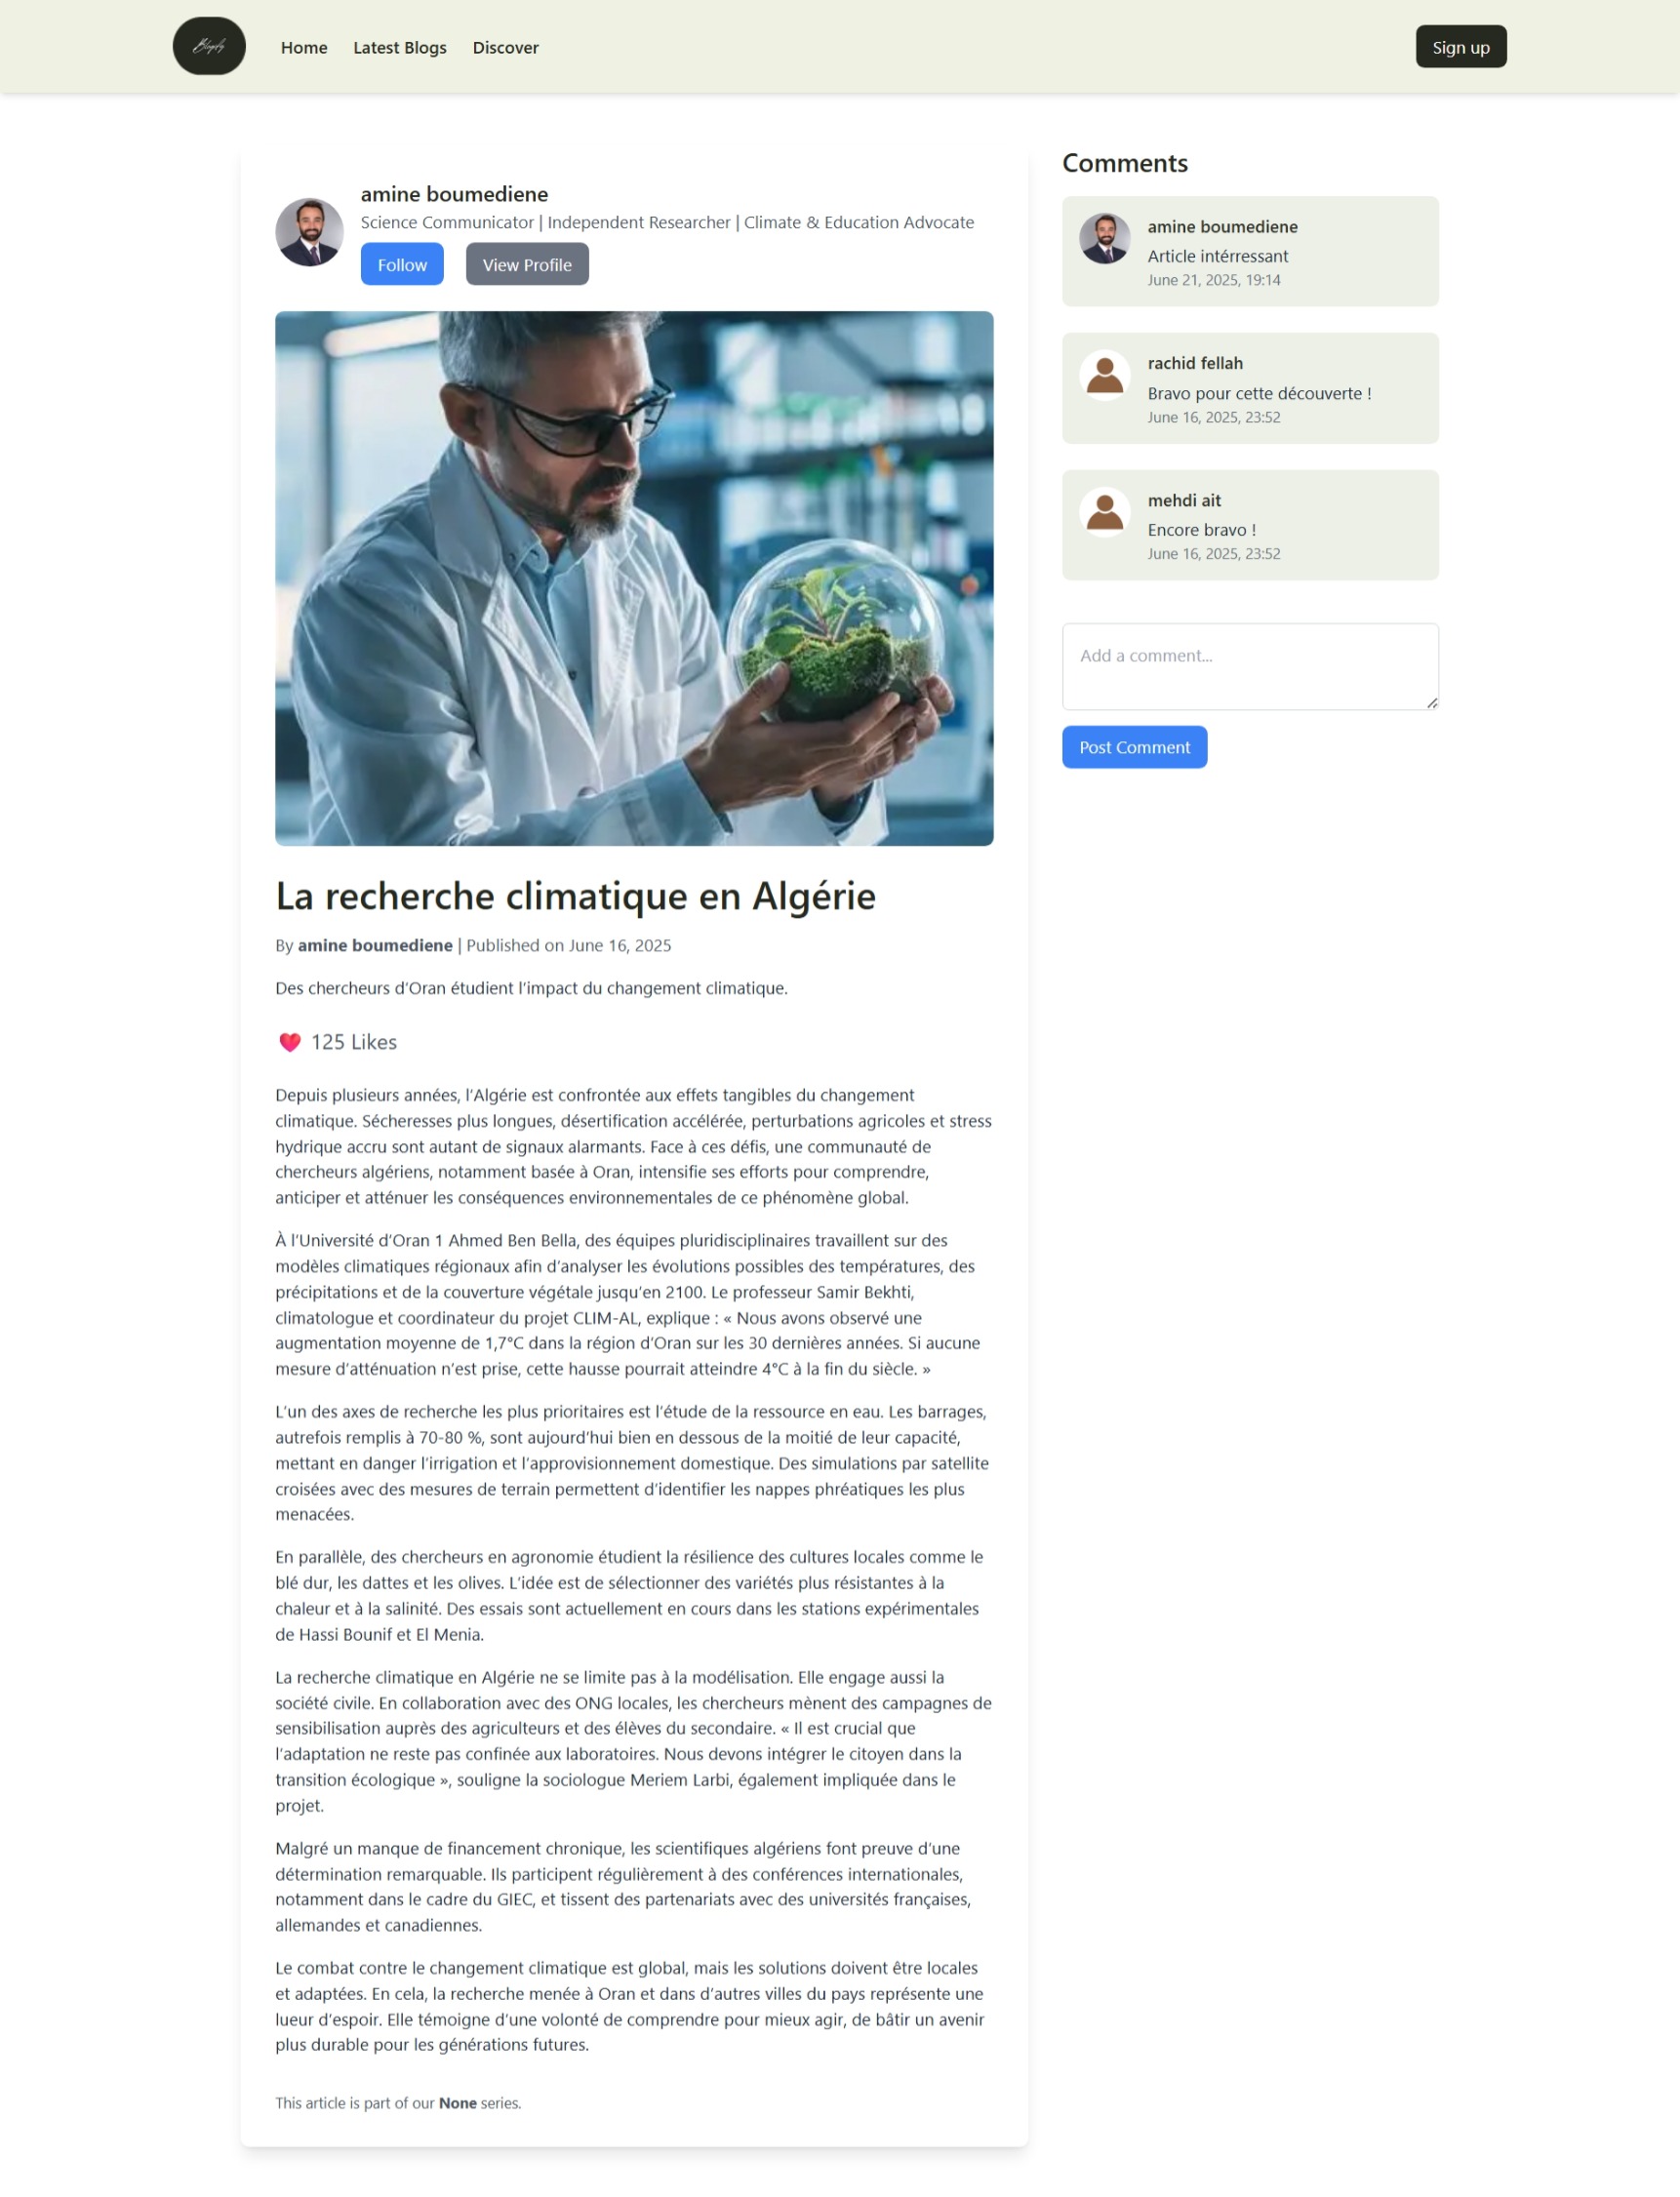 Blogify
Home
Latest Blogs
Discover
Sign up
amine boumediene
Science Communicator | Independent Researcher | Climate & Education Advocate
Follow
View Profile
La recherche climatique en Algérie
By amine boumediene | Published on June 16, 2025
Des chercheurs d’Oran étudient l’impact du changement climatique.
125 Likes
Depuis plusieurs années, l’Algérie est confrontée aux effets tangibles du changement
climatique. Sécheresses plus longues, désertification accélérée, perturbations agricoles et stress
hydrique accru sont autant de signaux alarmants. Face à ces défis, une communauté de
chercheurs algériens, notamment basée à Oran, intensifie ses efforts pour comprendre,
anticiper et atténuer les conséquences environnementales de ce phénomène global.
À l’Université d’Oran 1 Ahmed Ben Bella, des équipes pluridisciplinaires travaillent sur des
modèles climatiques régionaux afin d’analyser les évolutions possibles des températures, des
précipitations et de la couverture végétale jusqu’en 2100. Le professeur Samir Bekhti,
climatologue et coordinateur du projet CLIM-AL, explique : « Nous avons observé une
augmentation moyenne de 1,7°C dans la région d’Oran sur les 30 dernières années. Si aucune
mesure d’atténuation n’est prise, cette hausse pourrait atteindre 4°C à la fin du siècle. »
L’un des axes de recherche les plus prioritaires est l’étude de la ressource en eau. Les barrages,
autrefois remplis à 70-80 %, sont aujourd’hui bien en dessous de la moitié de leur capacité,
mettant en danger l’irrigation et l’approvisionnement domestique. Des simulations par satellite
croisées avec des mesures de terrain permettent d’identifier les nappes phréatiques les plus
menacées.
En parallèle, des chercheurs en agronomie étudient la résilience des cultures locales comme le
blé dur, les dattes et les olives. L’idée est de sélectionner des variétés plus résistantes à la
chaleur et à la salinité. Des essais sont actuellement en cours dans les stations expérimentales
de Hassi Bounif et El Menia.
La recherche climatique en Algérie ne se limite pas à la modélisation. Elle engage aussi la
société civile. En collaboration avec des ONG locales, les chercheurs mènent des campagnes de
sensibilisation auprès des agriculteurs et des élèves du secondaire. « Il est crucial que
l’adaptation ne reste pas confinée aux laboratoires. Nous devons intégrer le citoyen dans la
transition écologique », souligne la sociologue Meriem Larbi, également impliquée dans le
projet.
Malgré un manque de financement chronique, les scientifiques algériens font preuve d’une
détermination remarquable. Ils participent régulièrement à des conférences internationales,
notamment dans le cadre du GIEC, et tissent des partenariats avec des universités françaises,
allemandes et canadiennes.
Le combat contre le changement climatique est global, mais les solutions doivent être locales
et adaptées. En cela, la recherche menée à Oran et dans d’autres villes du pays représente une
lueur d’espoir. Elle témoigne d’une volonté de comprendre pour mieux agir, de bâtir un avenir
plus durable pour les générations futures.
This article is part of our None series.
Comments
amine boumediene
Article intérressant
June 21, 2025, 19:14
rachid fellah
Bravo pour cette découverte !
June 16, 2025, 23:52
mehdi ait
Encore bravo !
June 16, 2025, 23:52
Add a comment...
Post Comment